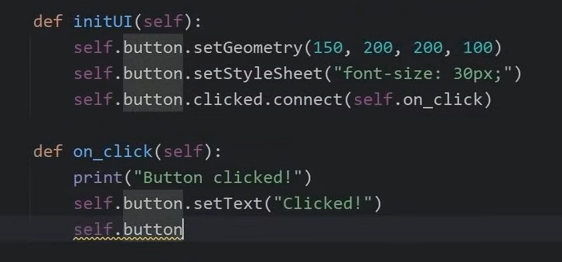 def initUI(self):
    self.button.setGeometry(150, 200, 200, 100)
    self.button.setStyleSheet("font-size: 30px;")
    self.button.clicked.connect(self.on_click)

def on_click(self):
    print("Button clicked!")
    self.button.setText("Clicked!")
    self.button